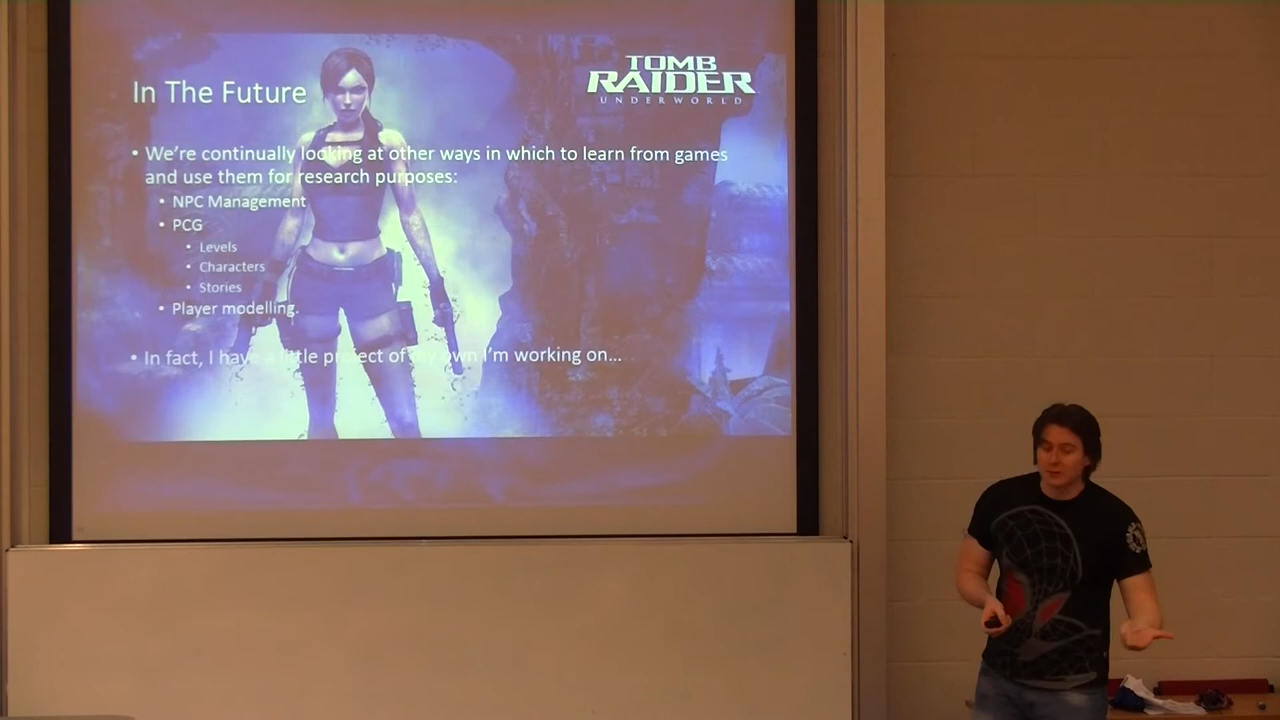 TOMB
RAIDER
UNDERWORLD
In The Future
• We're continually looking at other ways in which to learn from games
and use them for research purposes:
• NPC Management
• PCG
• Levels
• Characters
• Stories
• Player modelling.
• In fact, I have a little project of my own I'm working on...